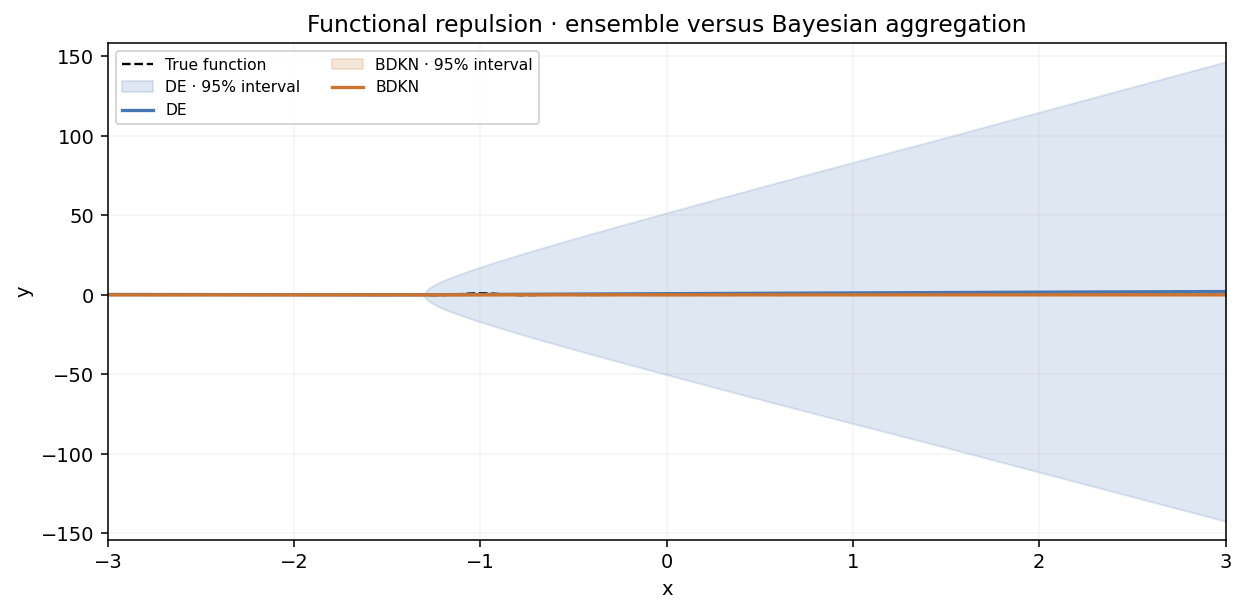 Functional repulsion · ensemble versus Bayesian aggregation
True function
DE · 95% interval
DE
BDKN · 95% interval
BDKN
150
100
50
0
−50
−100
−150
y
−3
−2
−1
0
1
2
3
x